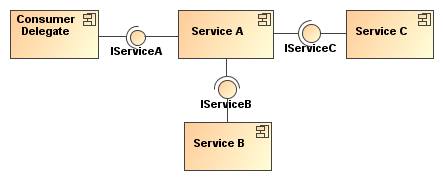 Consumer
Delegate
IServiceA
Service A
IServiceC
Service C
IServiceB
Service B